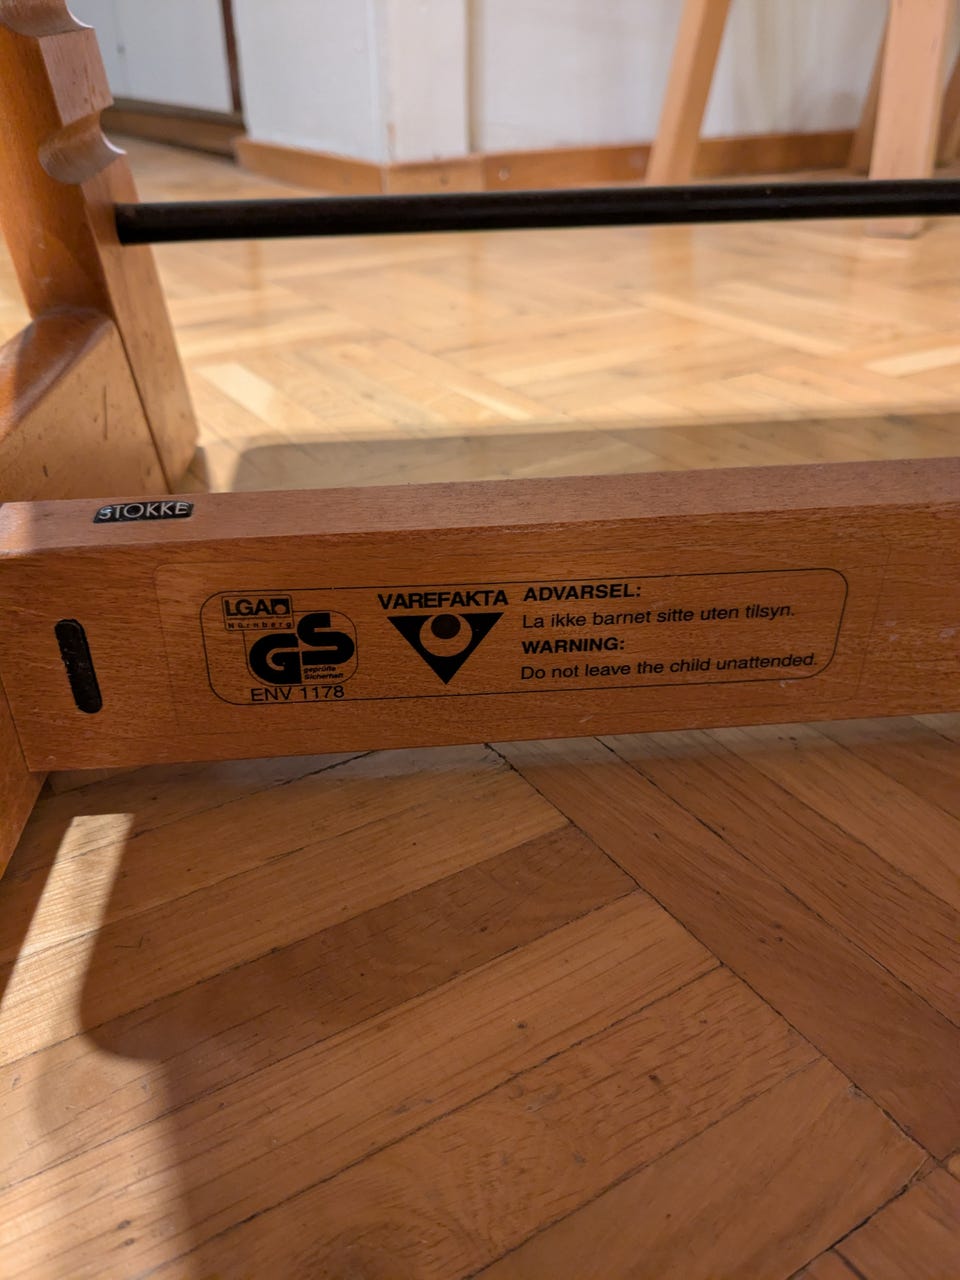 STOKKE
LGA
Nürnberg
GS
geprüfte
Sicherheit
ENV 1178
VAREFAKTA
ADVARSEL:
La ikke barnet sitte uten tilsyn.
WARNING:
Do not leave the child unattended.